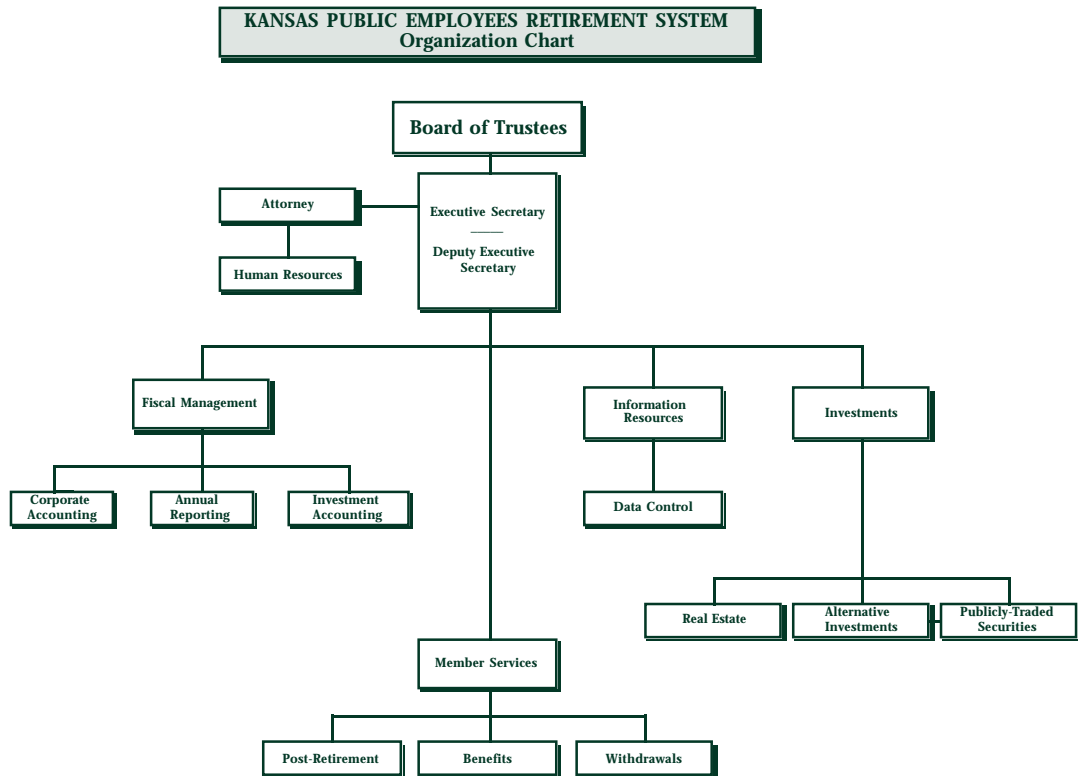 KANSAS PUBLIC EMPLOYEES RETIREMENT SYSTEM
Organization Chart
Board of Trustees
Attorney
Executive Secretary
Deputy Executive
Secretary
Human Resources
Fiscal Management
Information
Resources
Investments
Corporate
Accounting
Annual
Reporting
Investment
Accounting
Data Control
Real Estate
Alternative
Investments
Publicly-Traded
Securities
Member Services
Post-Retirement
Benefits
Withdrawals